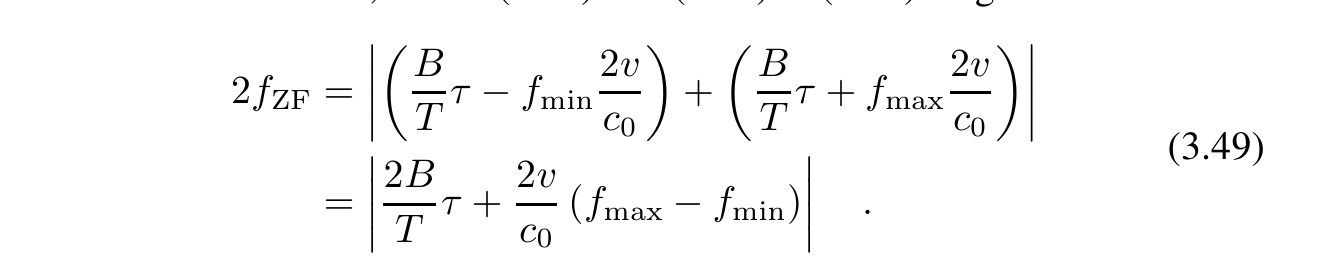 2f_ZF = |(B/T τ − f_min 2v/c_0) + (B/T τ + f_max 2v/c_0)|
(3.49)
= |2B/T τ + 2v/c_0 (f_max − f_min)| .